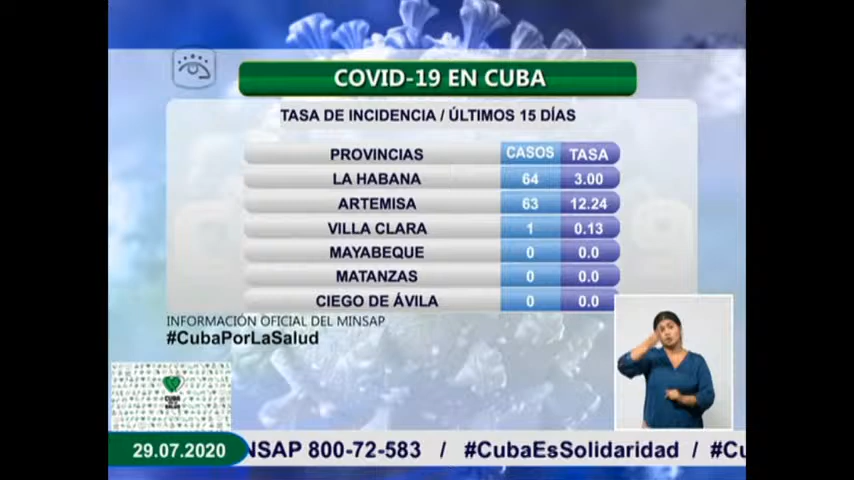 COVID-19 EN CUBA
TASA DE INCIDENCIA / ÚLTIMOS 15 DÍAS
PROVINCIAS CASOS TASA
LA HABANA 64 3.00
ARTEMISA 63 12.24
VILLA CLARA 1 0.13
MAYABEQUE 0 0.0
MATANZAS 0 0.0
CIEGO DE ÁVILA 0 0.0
INFORMACIÓN OFICIAL DEL MINSAP
#CubaPorLaSalud
CUBA
SALUD
29.07.2020 NSAP 800-72-583 / #CubaEsSolidaridad / #Cu